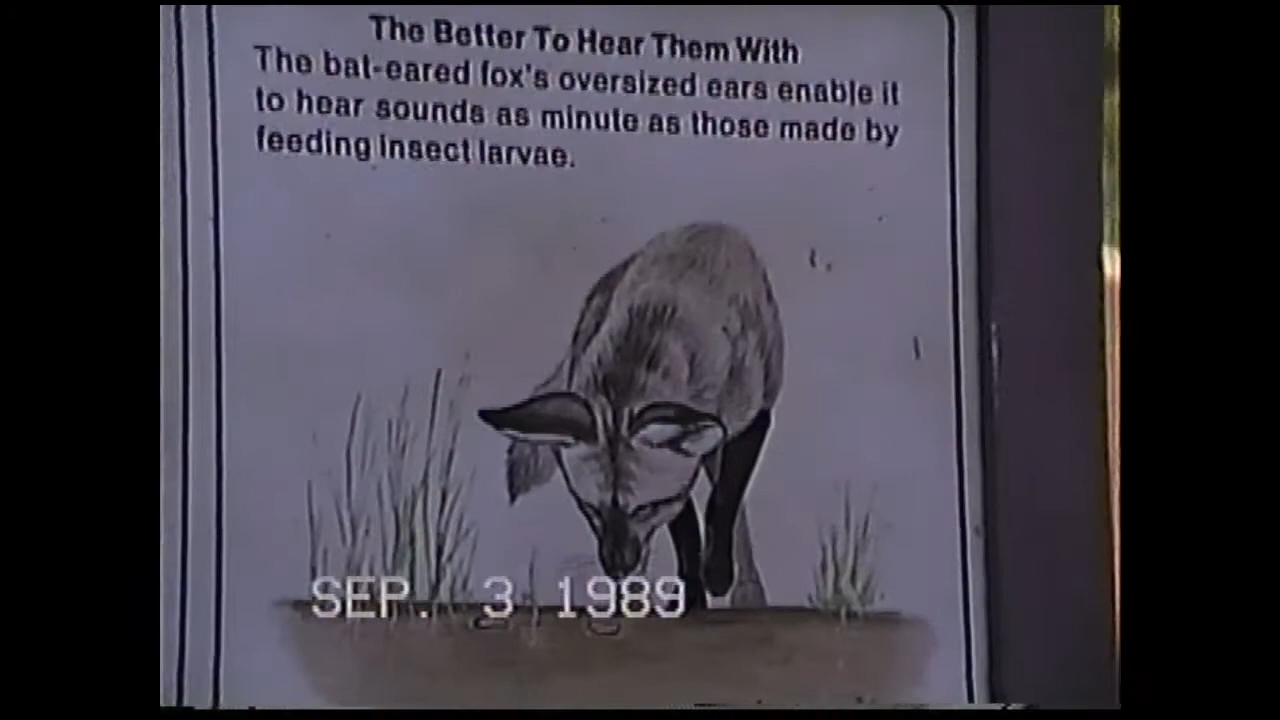 The Better To Hear Them With
The bat-eared fox's oversized ears enable it
to hear sounds as minute as those made by
feeding insect larvae.
SEP. 3 1989